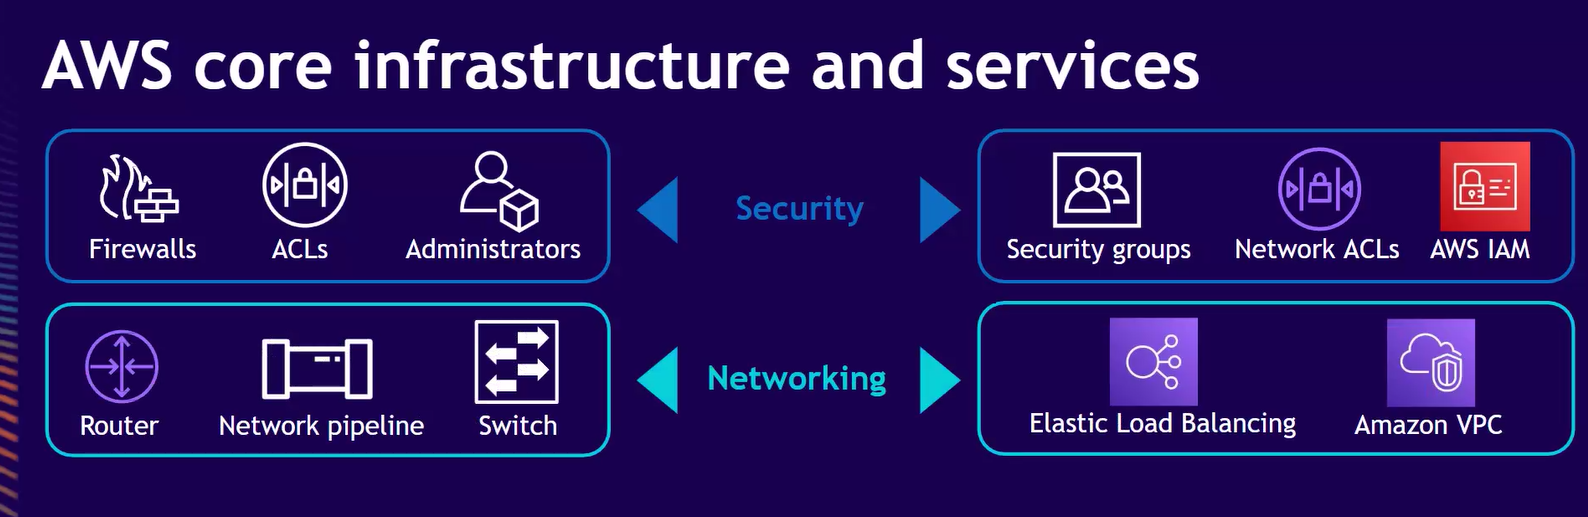 AWS core infrastructure and services
Firewalls
ACLs
Administrators
Security
Security groups
Network ACLs
AWS IAM
Router
Network pipeline
Switch
Networking
Elastic Load Balancing
Amazon VPC